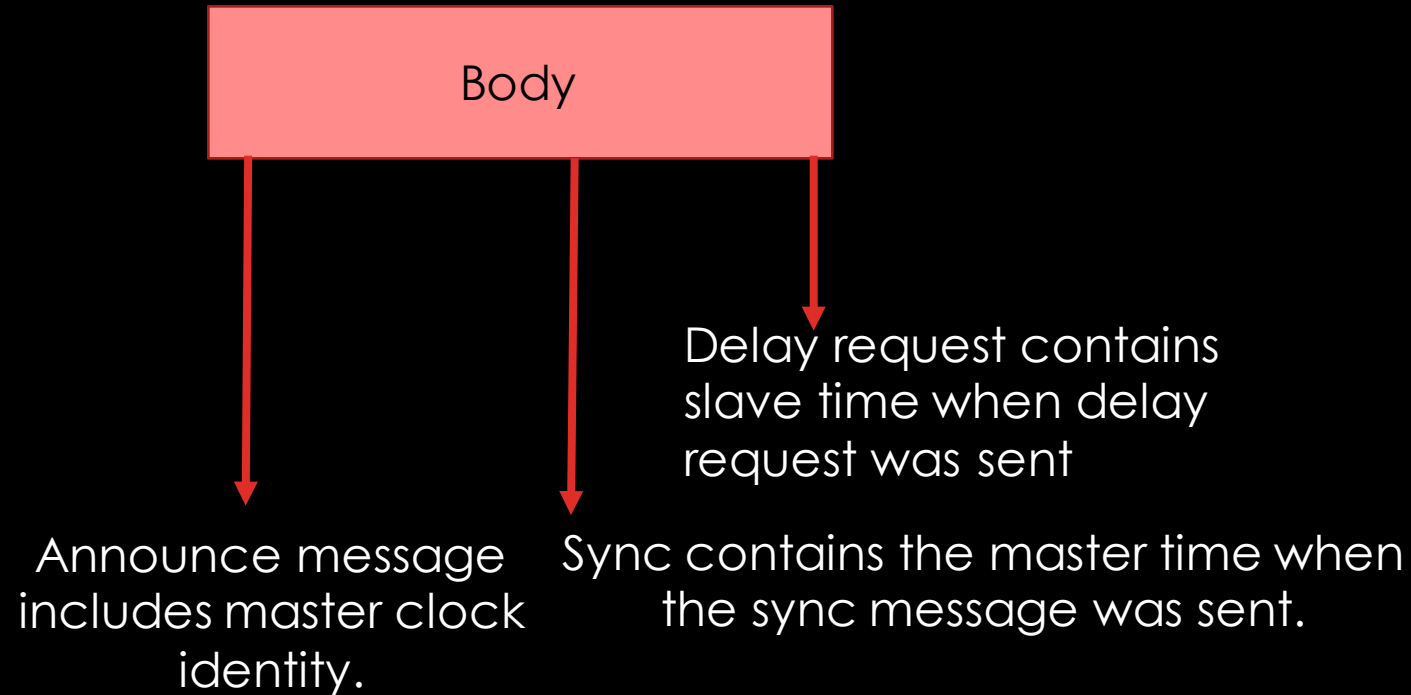 Body
Delay request contains
slave time when delay
request was sent
Announce message
includes master clock
identity.
Sync contains the master time when
the sync message was sent.